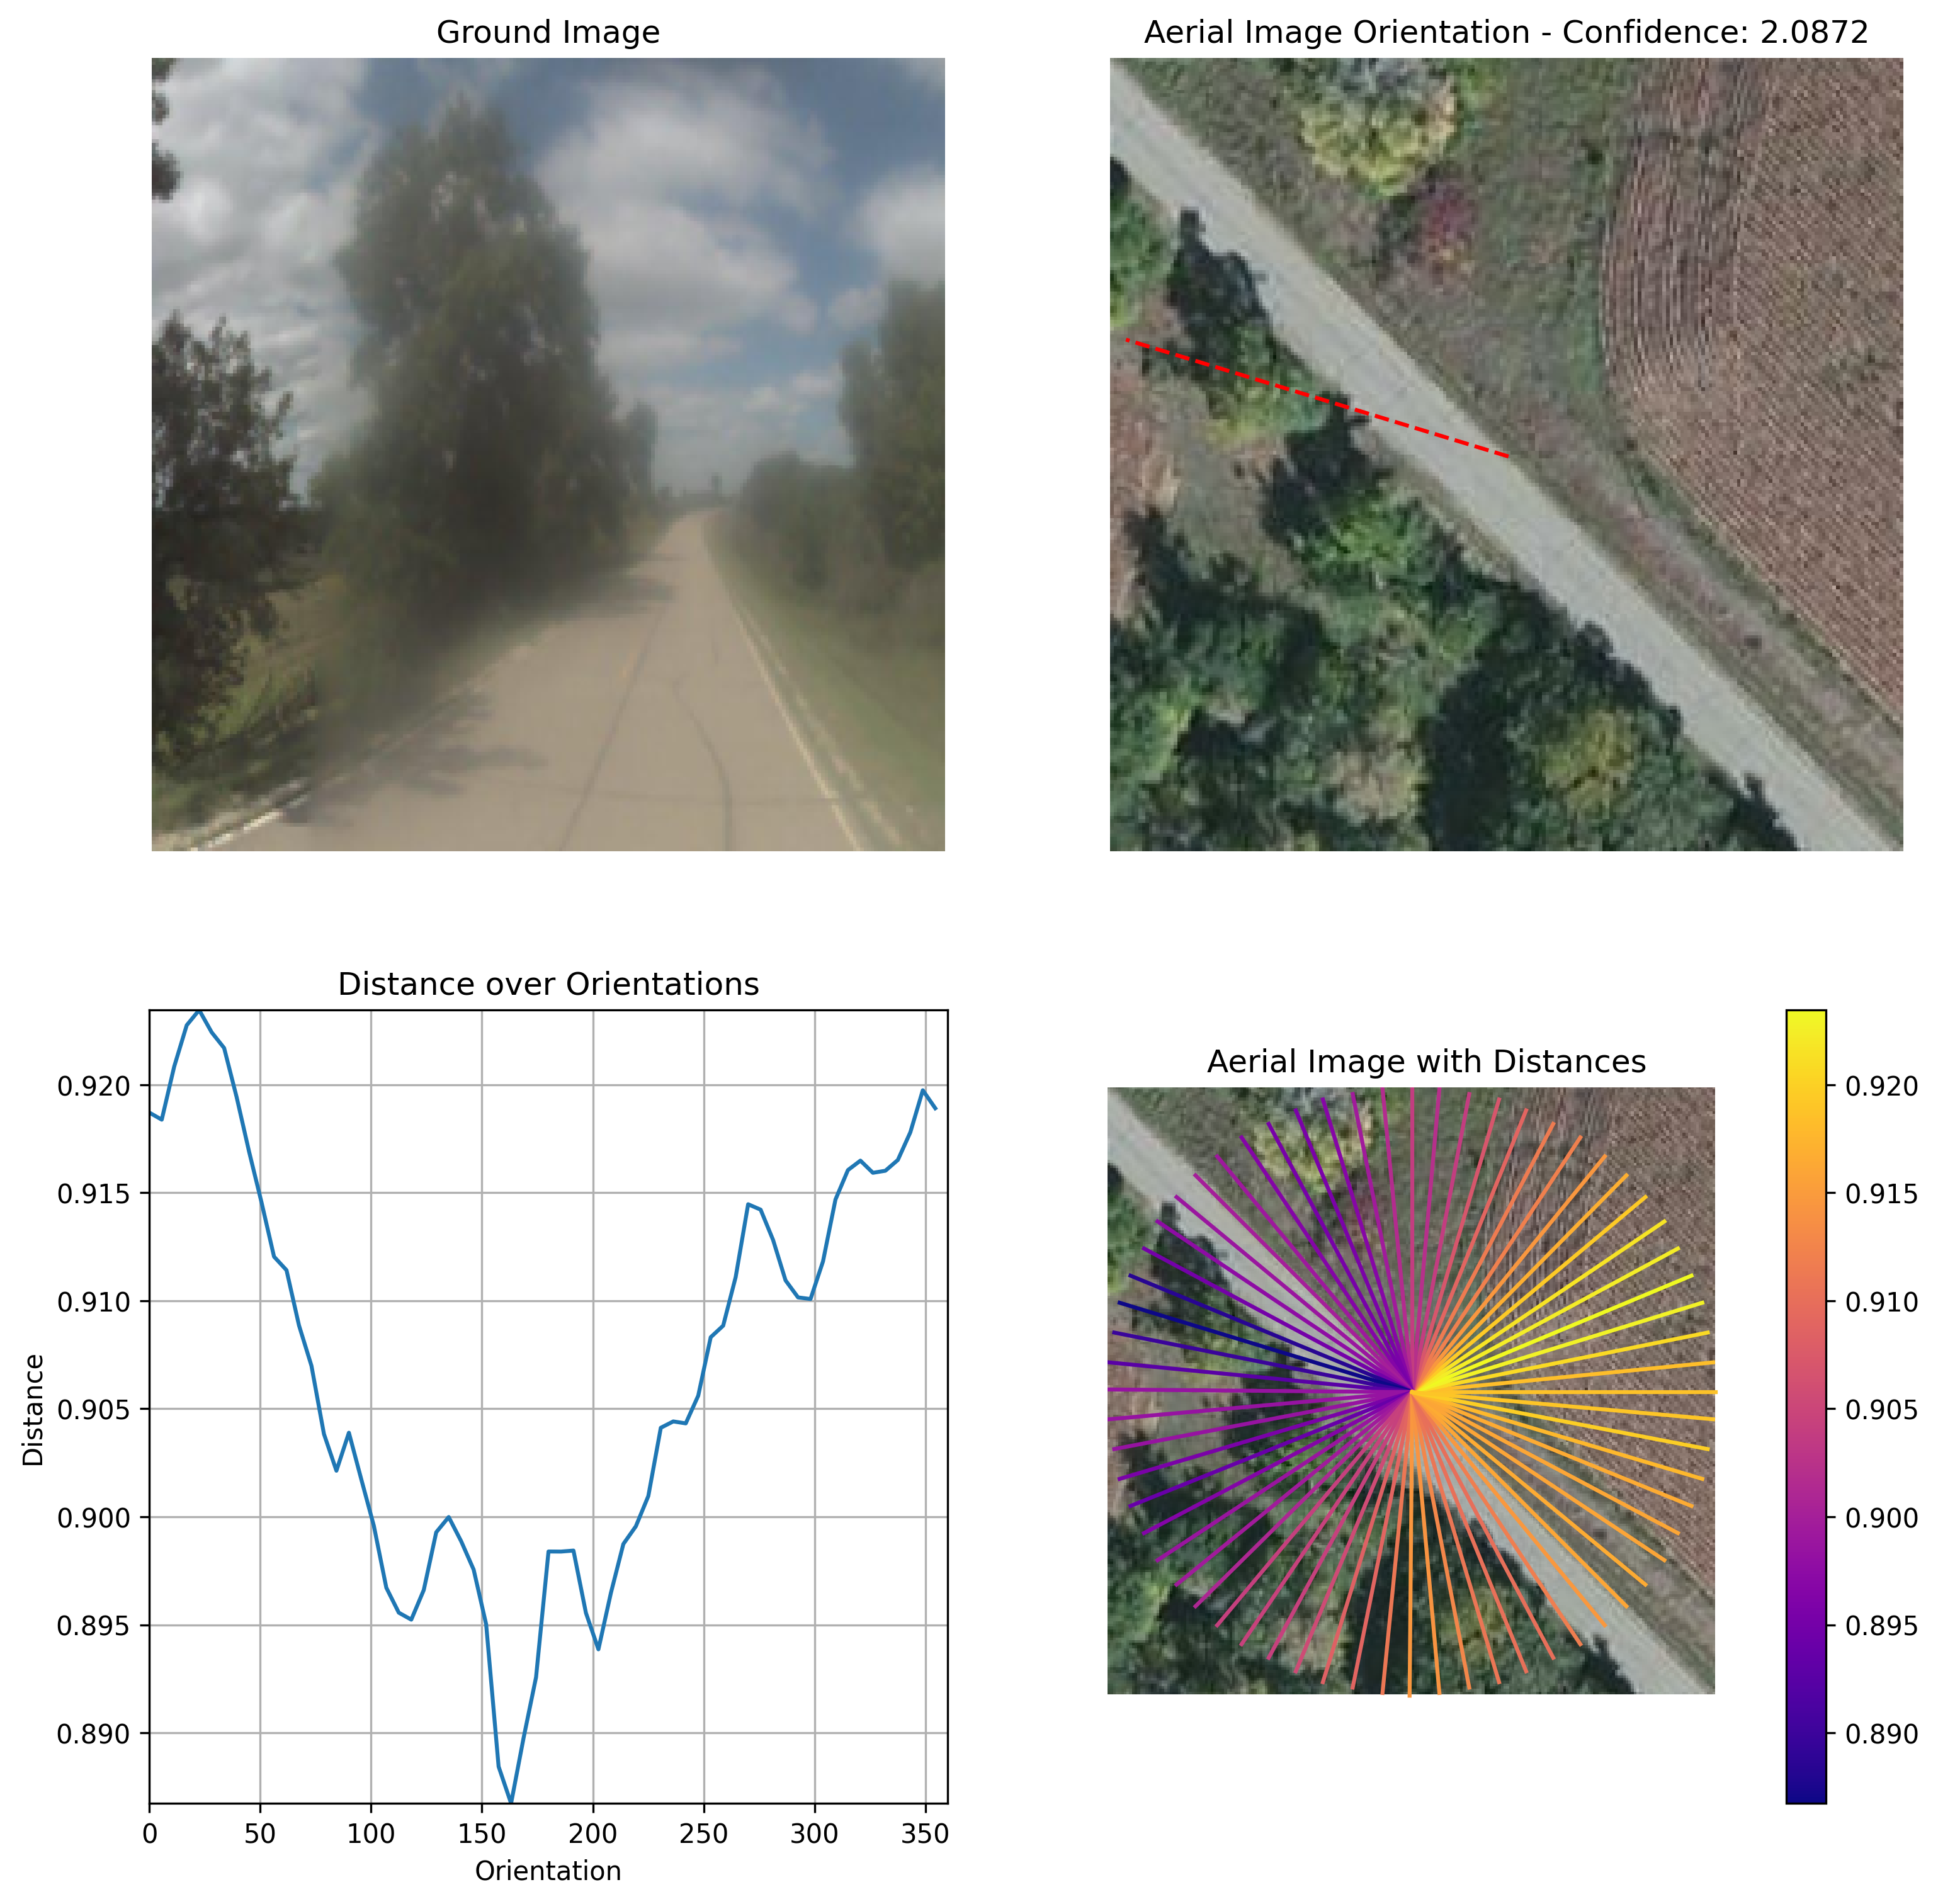 Ground Image
Aerial Image Orientation - Confidence: 2.0872
Distance over Orientations
0.920
0.915
0.910
0.905
0.900
0.895
0.890
Distance
0 50 100 150 200 250 300 350
Orientation
Aerial Image with Distances
0.920
0.915
0.910
0.905
0.900
0.895
0.890